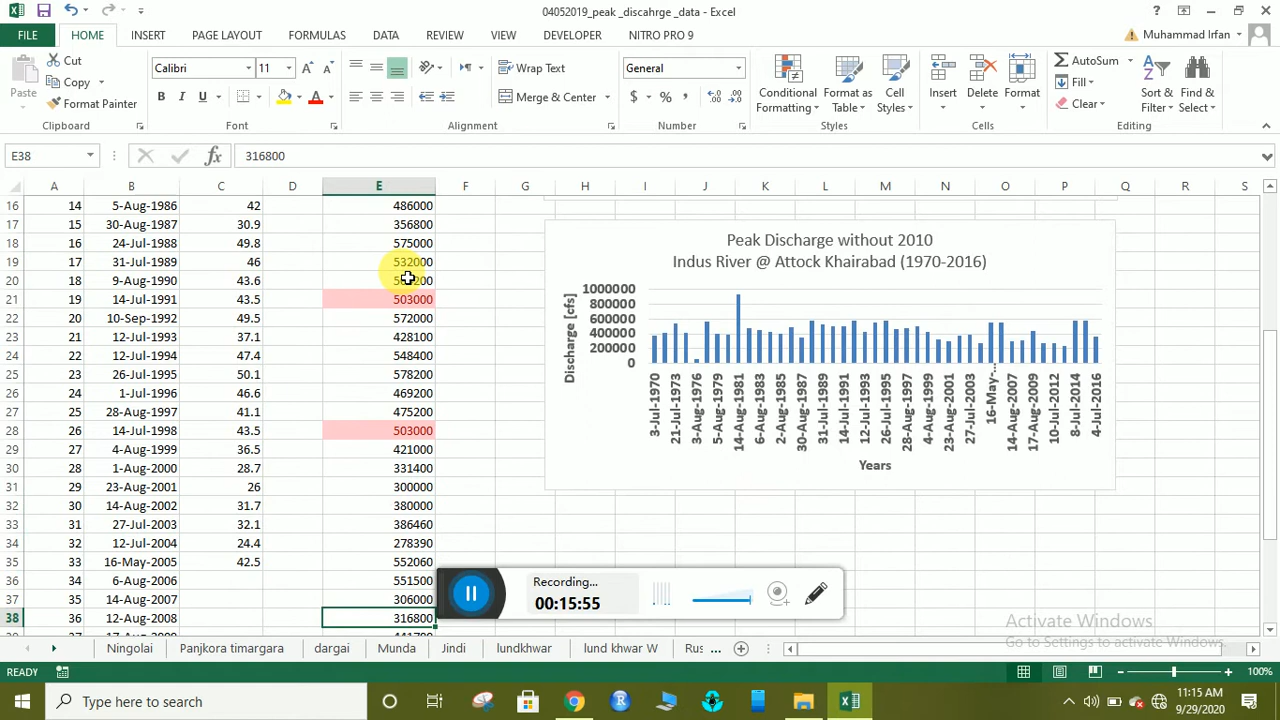 04052019_peak _discahrge _data - Excel
FILE HOME INSERT PAGE LAYOUT FORMULAS DATA REVIEW VIEW DEVELOPER NITRO PRO 9 Muhammad Irfan
Paste Cut Copy Format Painter
Calibri 11
B I U
Wrap Text
Merge & Center
General
$ % ,
Conditional Formatting Format as Table Cell Styles
Insert Delete Format
AutoSum Fill Clear
Sort & Filter Find & Select
Clipboard Font Alignment Number Styles Cells Editing
E38 fx 316800
A B C D E F G H I J K L M N O P Q R S
16 14 5-Aug-1986 42 486000
17 15 30-Aug-1987 30.9 356800
18 16 24-Jul-1988 49.8 575000
19 17 31-Jul-1989 46 532000
20 18 9-Aug-1990 43.6
21 19 14-Jul-1991 43.5 503000
22 20 10-Sep-1992 49.5 572000
23 21 12-Jul-1993 37.1 428100
24 22 12-Jul-1994 47.4 548400
25 23 26-Jul-1995 50.1 578200
26 24 1-Jul-1996 46.6 469200
27 25 28-Aug-1997 41.1 475200
28 26 14-Jul-1998 43.5 503000
29 27 4-Aug-1999 36.5 421000
30 28 1-Aug-2000 28.7 331400
31 29 23-Aug-2001 26 300000
32 30 14-Aug-2002 31.7 380000
33 31 27-Jul-2003 32.1 386460
34 32 12-Jul-2004 24.4 278390
35 33 16-May-2005 42.5 552060
36 34 6-Aug-2006 551500
37 35 14-Aug-2007 306000
38 36 12-Aug-2008 316800
Peak Discharge without 2010
Indus River @ Attock Khairabad (1970-2016)
Discharge [cfs]
1000000
800000
600000
400000
200000
0
3-Jul-1970
21-Jul-1973
3-Aug-1976
5-Aug-1979
14-Aug-1981
6-Aug-1983
2-Aug-1985
30-Aug-1987
31-Jul-1989
14-Jul-1991
12-Jul-1993
26-Jul-1995
28-Aug-1997
4-Aug-1999
23-Aug-2001
27-Jul-2003
16-May-...
14-Aug-2007
17-Aug-2009
10-Jul-2012
8-Jul-2014
4-Jul-2016
Years
Recording...
00:15:55
Activate Windows
Go to Settings to activate Windows.
Ningolai Panjkora timargara dargai lutdkhwar lund khwar W Rus ...
READY 100%
Type here to search
11:15 AM
9/29/2020